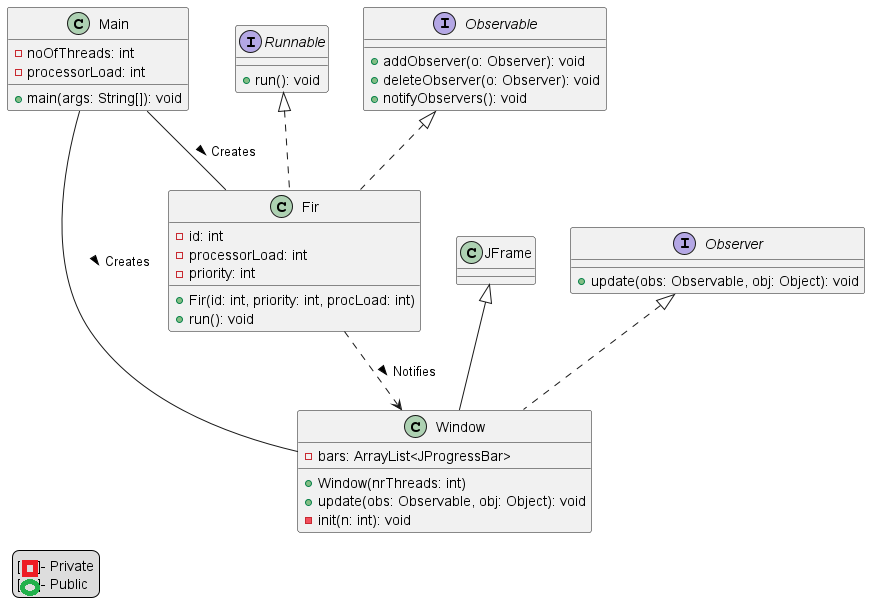 C Main
noOfThreads: int
processorLoad: int
main(args: String[]): void
I Runnable
run(): void
I Observable
addObserver(o: Observer): void
deleteObserver(o: Observer): void
notifyObservers(): void
Creates
C Fir
id: int
processorLoad: int
priority: int
Fir(id: int, priority: int, procLoad: int)
run(): void
Creates
C JFrame
I Observer
update(obs: Observable, obj: Object): void
Notifies
C Window
bars: ArrayList<JProgressBar>
Window(nrThreads: int)
update(obs: Observable, obj: Object): void
init(n: int): void
[ ]- Private
[ ]- Public